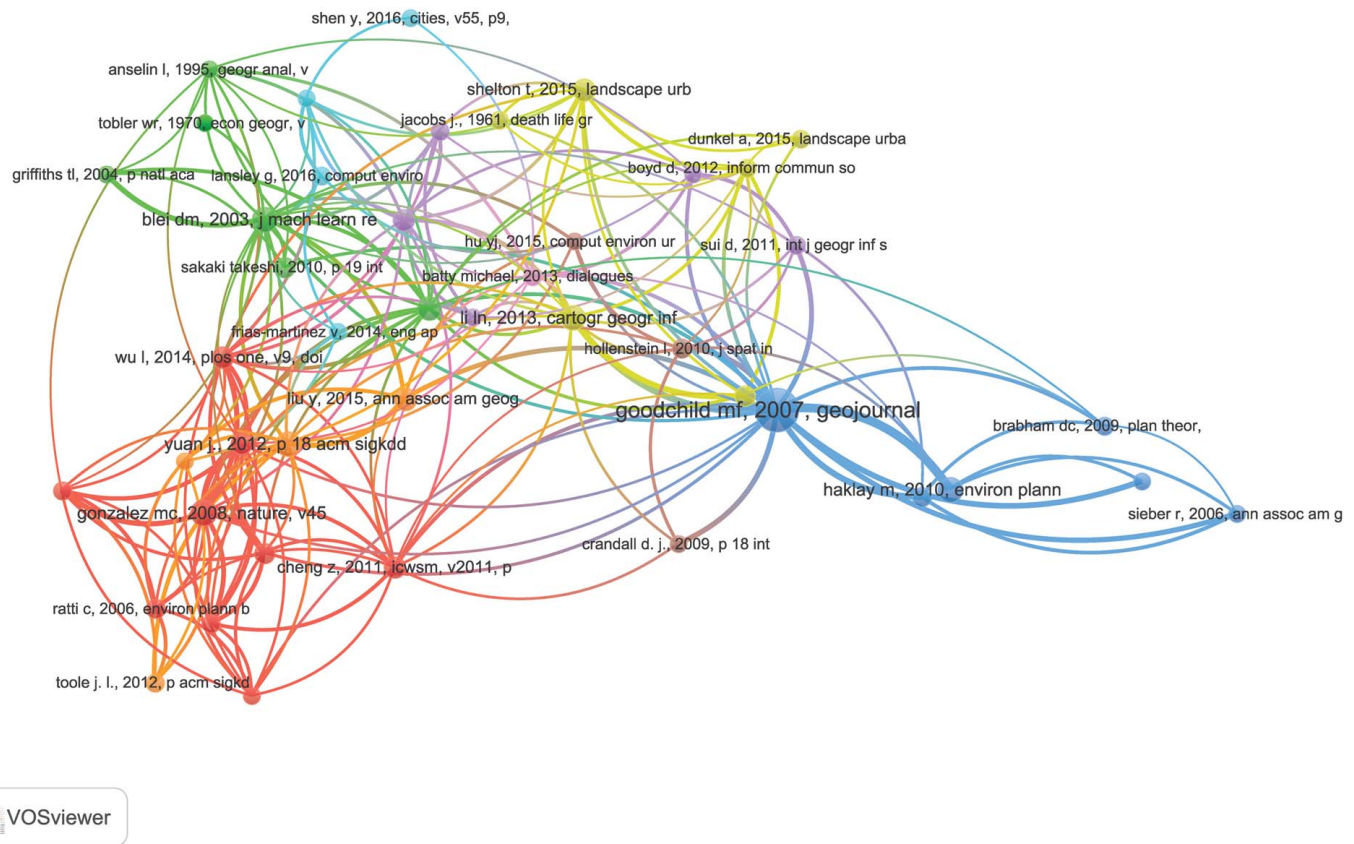 shen y, 2016, cities, v55, p9,
anselin l, 1995, geogr anal, v
shelton t, 2015, landscape urb
tobler wr, 1970, econ geogr, v
jacobs j., 1961, death life gr
dunkel a, 2015, landscape urba
boyd d, 2012, inform commun so
griffiths tl, 2004, p natl aca
lansley g, 2016, comput enviro
blei dm, 2003, j mach learn re
hu yj, 2015, comput environ ur
sui d, 2011, int j geogr inf s
sakaki takeshi, 2010, p 19 int
batty michael, 2013, dialogues
li ln, 2013, cartogr geogr inf
frias-martinez v, 2014, eng ap
hollenstein l, 2010, j spat in
wu l, 2014, plos one, v9, doi
liu y, 2015, ann assoc am geog
goodchild mf, 2007, geojournal
brabham dc, 2009, plan theor,
yuan j., 2012, p 18 acm sigkdd
haklay m, 2010, environ plann
gonzalez mc, 2008, nature, v45
sieber r, 2006, ann assoc am g
crandall d. j., 2009, p 18 int
cheng z, 2011, icwsm, v2011, p
ratti c, 2006, environ plann b
toole j. l., 2012, p acm sigkd
VOSviewer